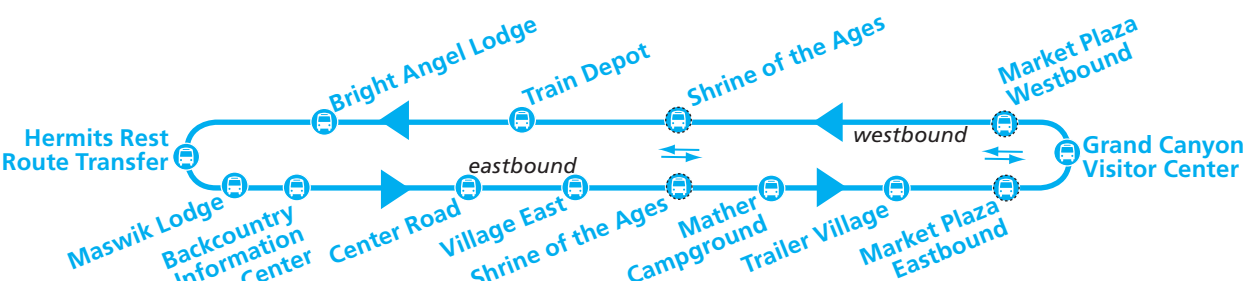 Bright Angel Lodge
Train Depot
Shrine of the Ages
Market Plaza
Westbound
Hermits Rest
Route Transfer
westbound
Grand Canyon
Visitor Center
eastbound
Maswik Lodge
Backcountry
Information
Center
Center Road
Village East
Shrine of the Ages
Mather
Campground
Trailer Village
Market Plaza
Eastbound